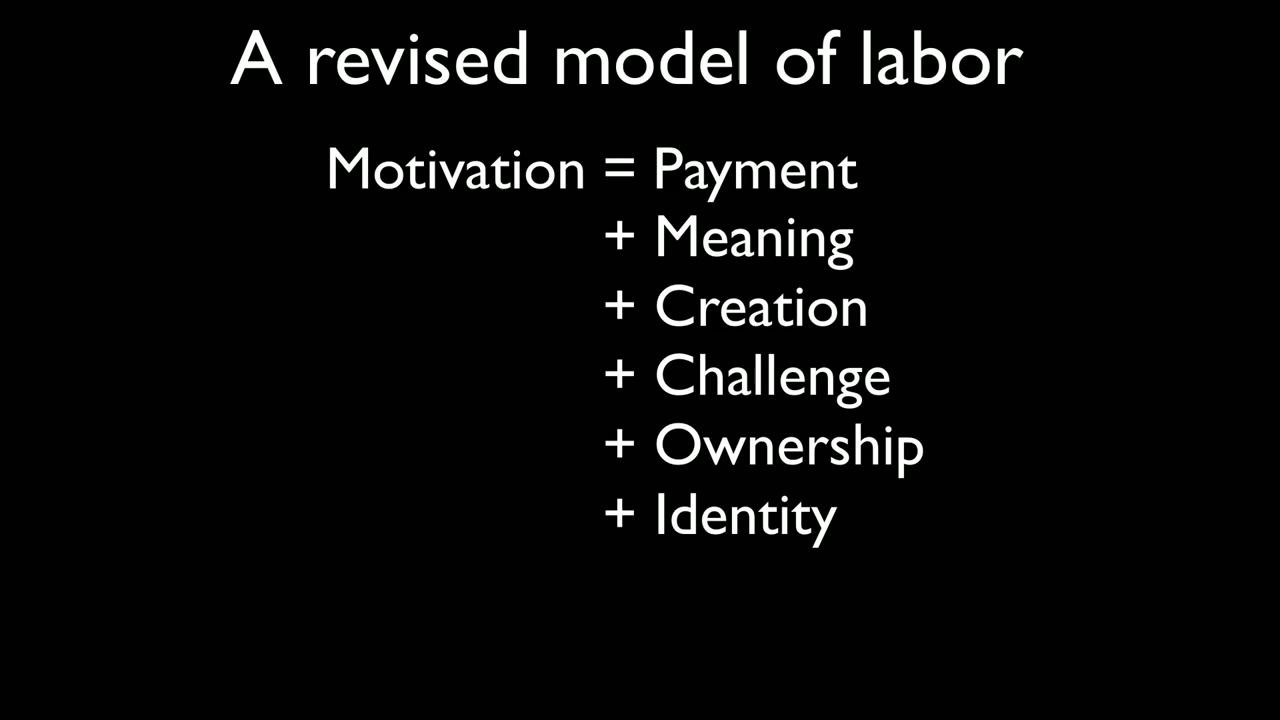 A revised model of labor
Motivation = Payment
+ Meaning
+ Creation
+ Challenge
+ Ownership
+ Identity